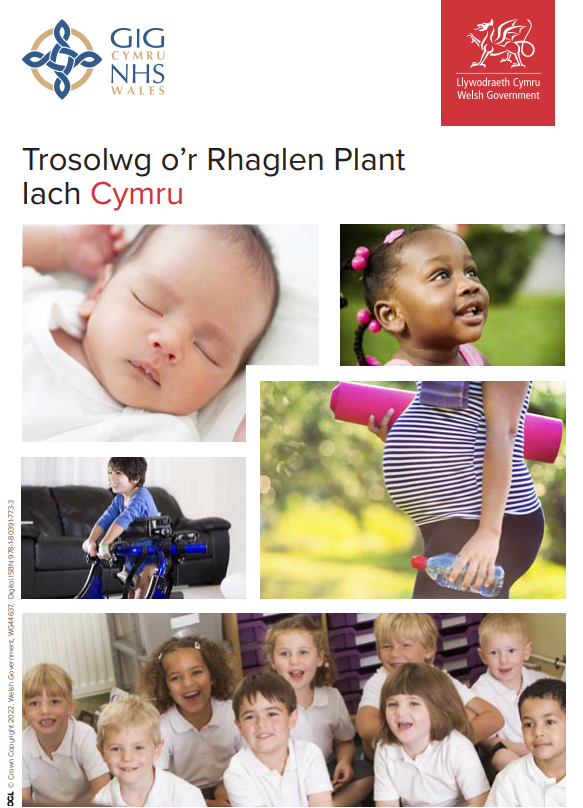 GIG
CYMRU
NHS
WALES
Llywodraeth Cymru
Welsh Government
Trosolwg o’r Rhaglen Plant
Iach Cymru
OGL © Crown Copyright 2022, Welsh Government, WG44637, Digital ISBN 978-1-80391-773-3